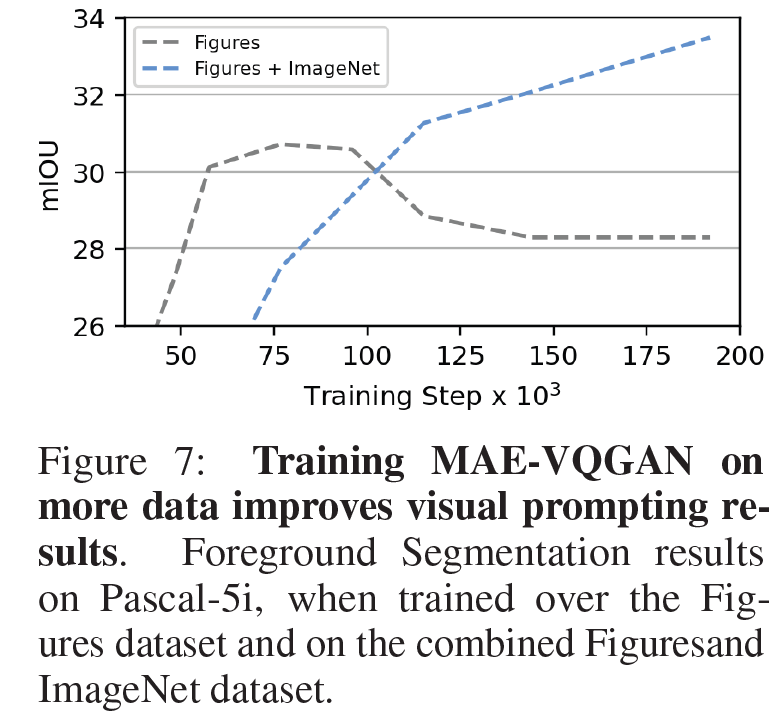 34
32
30
28
26
mIOU
Figures
Figures + ImageNet
50 75 100 125 150 175 200
Training Step x 10³
Figure 7: Training MAE-VQGAN on
more data improves visual prompting re-
sults. Foreground Segmentation results
on Pascal-5i, when trained over the Fig-
ures dataset and on the combined Figuresand
ImageNet dataset.